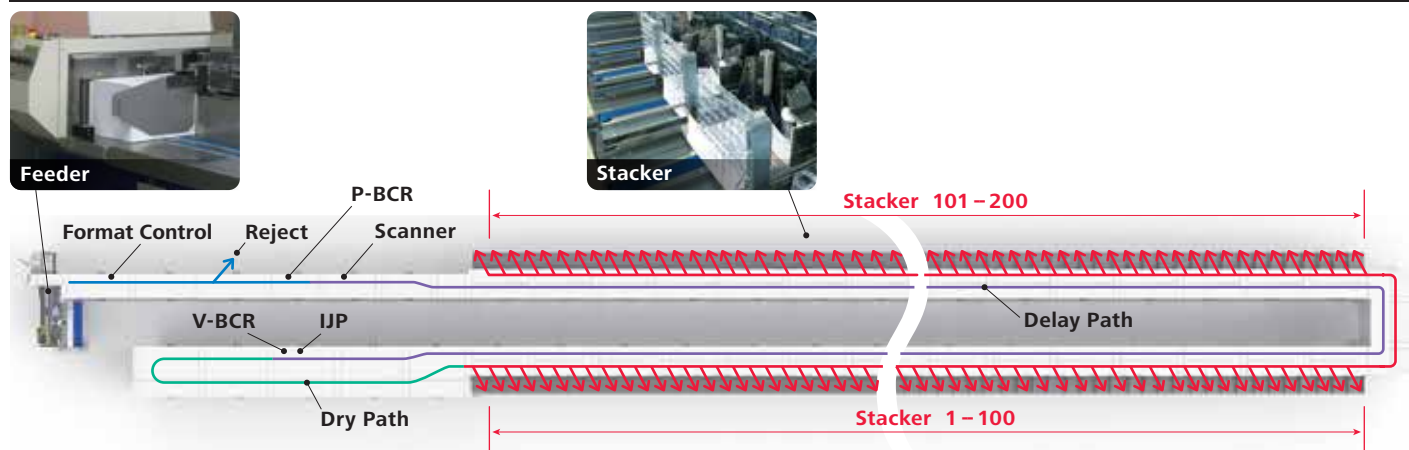 Feeder
Stacker
P-BCR
Stacker 101–200
Format Control
Reject
Scanner
V-BCR
IJP
Delay Path
Dry Path
Stacker 1–100